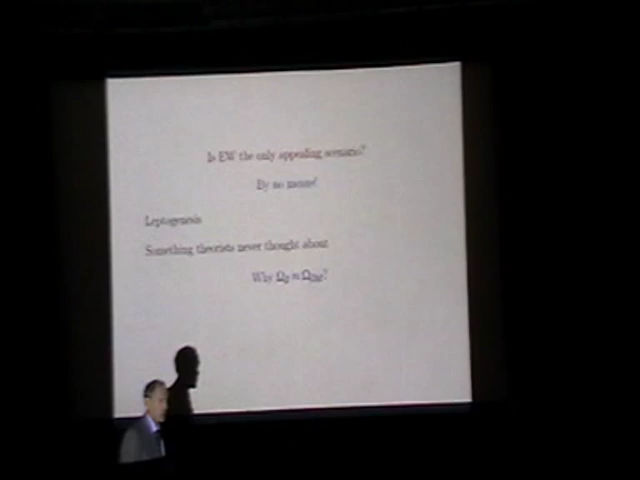 Is EW the only appealing scenario?
By no means!
Leptogenesis
Something theorists never thought about
Why Ω_B ≈ Ω_DM?